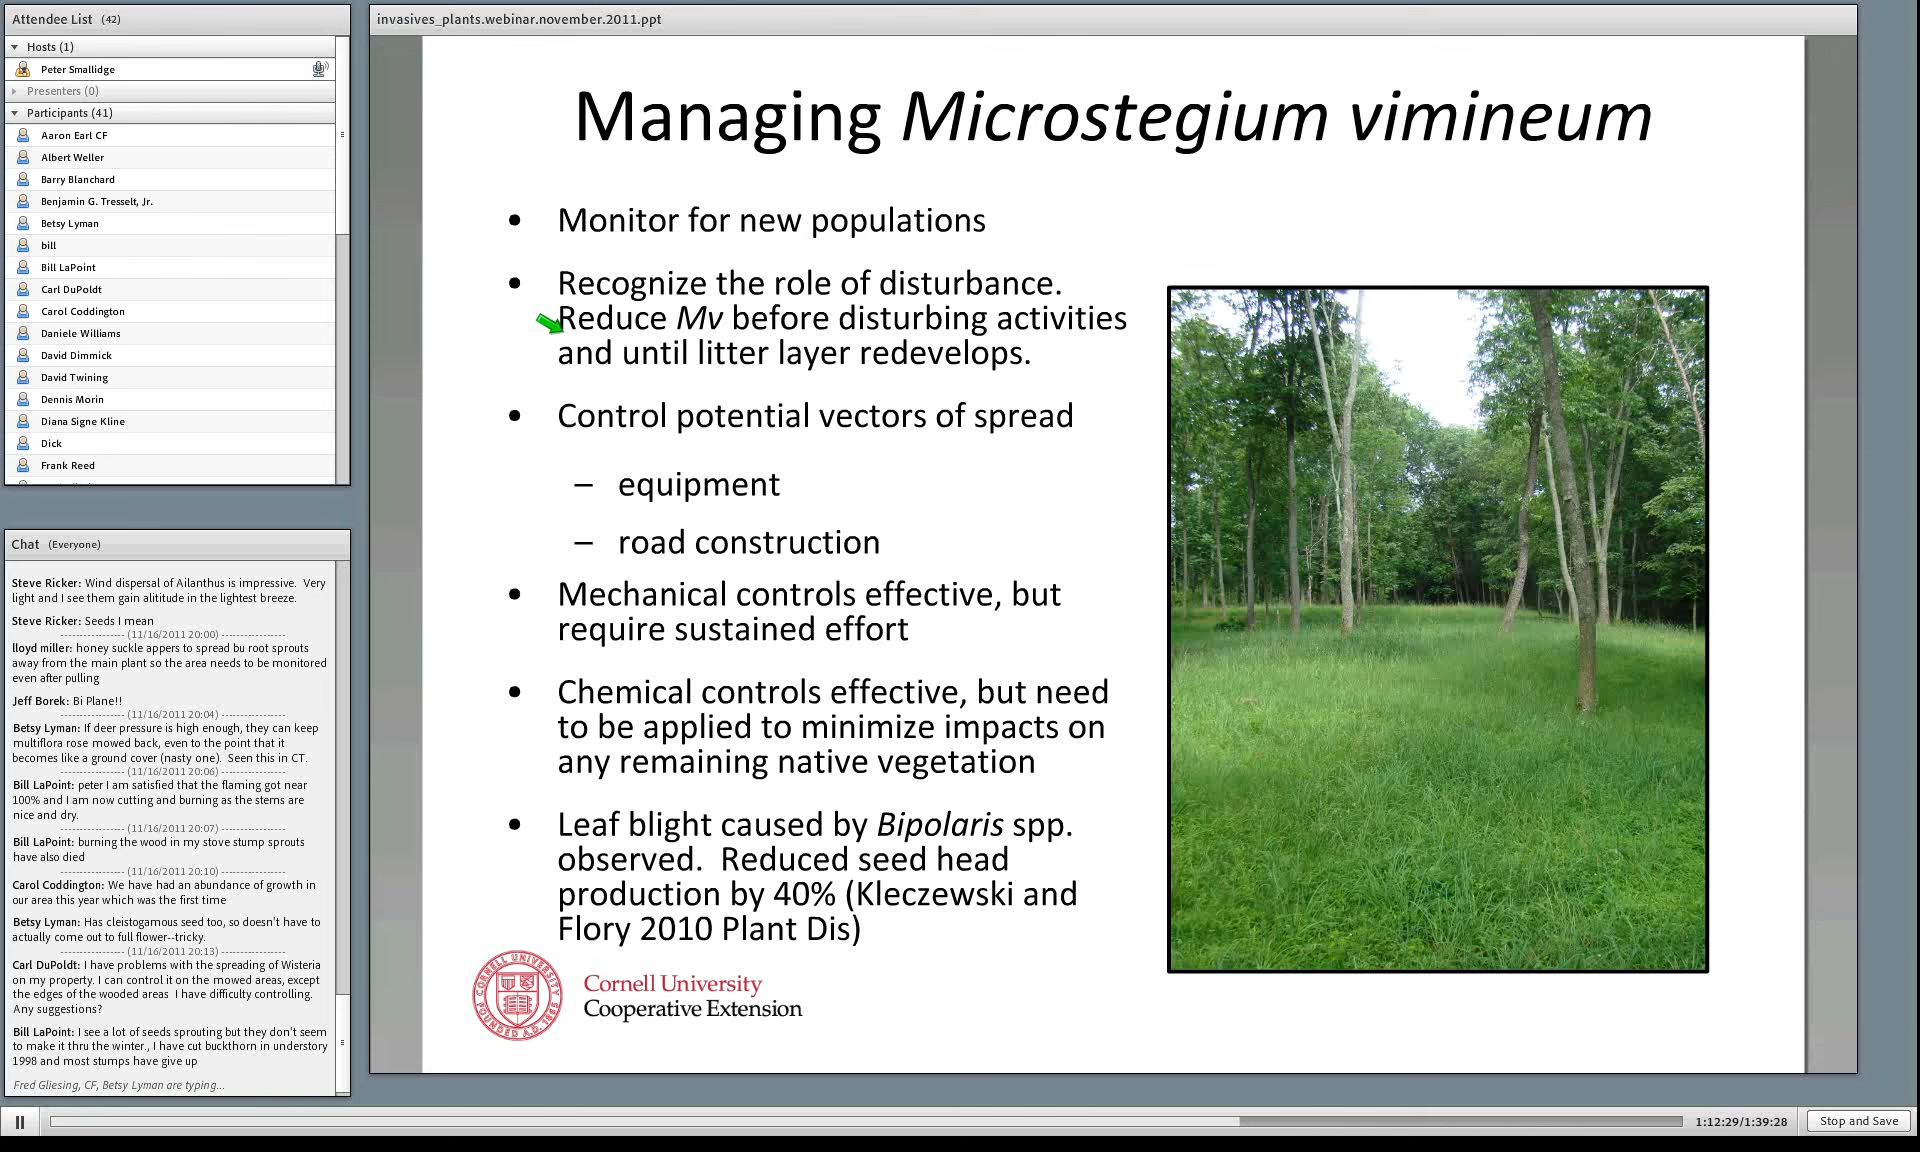 Attendee List (42)
Hosts (1)
Peter Smallidge
Presenters (0)
Participants (41)
Aaron Earl CF
Albert Weller
Barry Blanchard
Benjamin G. Tresselt, Jr.
Betsy Lyman
bill
Bill LaPoint
Carl DuPoldt
Carol Coddington
Daniele Williams
David Dimmick
David Twining
Dennis Morin
Diana Signe Kline
Dick
Frank Reed
Chat (Everyone)
Steve Ricker: Wind dispersal of Ailanthus is impressive. Very
light and I see them gain alititude in the lightest breeze.
Steve Ricker: Seeds I mean
----------------- (11/16/2011 20:00) -----------------
lloyd miller: honey suckle appers to spread bu root sprouts
away from the main plant so the area needs to be monitored
even after pulling
Jeff Borek: Bi Plane!!
----------------- (11/16/2011 20:04) -----------------
Betsy Lyman: If deer pressure is high enough, they can keep
multiflora rose mowed back, even to the point that it
becomes like a ground cover (nasty one). Seen this in CT.
----------------- (11/16/2011 20:06) -----------------
Bill LaPoint: peter I am satisfied that the flaming got near
100% and I am now cutting and burning as the stems are
nice and dry.
----------------- (11/16/2011 20:07) -----------------
Bill LaPoint: burning the wood in my stove stump sprouts
have also died
----------------- (11/16/2011 20:10) -----------------
Carol Coddington: We have had an abundance of growth in
our area this year which was the first time
Betsy Lyman: Has cleistogamous seed too, so doesn't have to
actually come out to full flower--tricky.
----------------- (11/16/2011 20:13) -----------------
Carl DuPoldt: I have problems with the spreading of Wisteria
on my property. I can control it on the mowed areas, except
the edges of the wooded areas I have difficulty controlling.
Any suggestions?
Bill LaPoint: I see a lot of seeds sprouting but they don't seem
to make it thru the winter., I have cut buckthorn in understory
1998 and most stumps have give up
Fred Gliesing, CF, Betsy Lyman are typing...
invasives_plants.webinar.november.2011.ppt
Managing Microstegium vimineum
• Monitor for new populations
• Recognize the role of disturbance.
Reduce Mv before disturbing activities
and until litter layer redevelops.
• Control potential vectors of spread
– equipment
– road construction
• Mechanical controls effective, but
require sustained effort
• Chemical controls effective, but need
to be applied to minimize impacts on
any remaining native vegetation
• Leaf blight caused by Bipolaris spp.
observed. Reduced seed head
production by 40% (Kleczewski and
Flory 2010 Plant Dis)
CORNELL UNIVERSITY
FOUNDED A.D. 1865
Cornell University
Cooperative Extension
1:12:29/1:39:28
Stop and Save